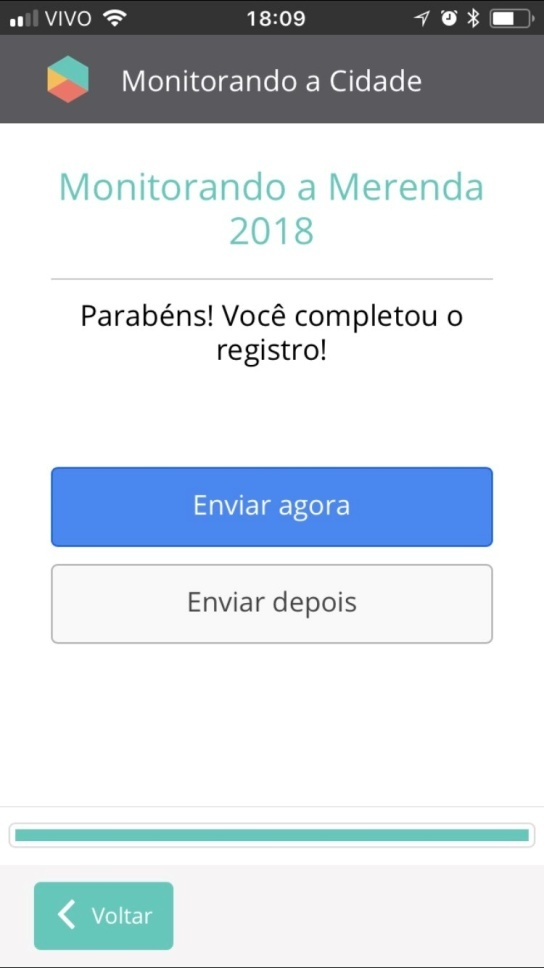 VIVO 18:09
Monitorando a Cidade
Monitorando a Merenda
2018
Parabéns! Você completou o
registro!
Enviar agora
Enviar depois
Voltar